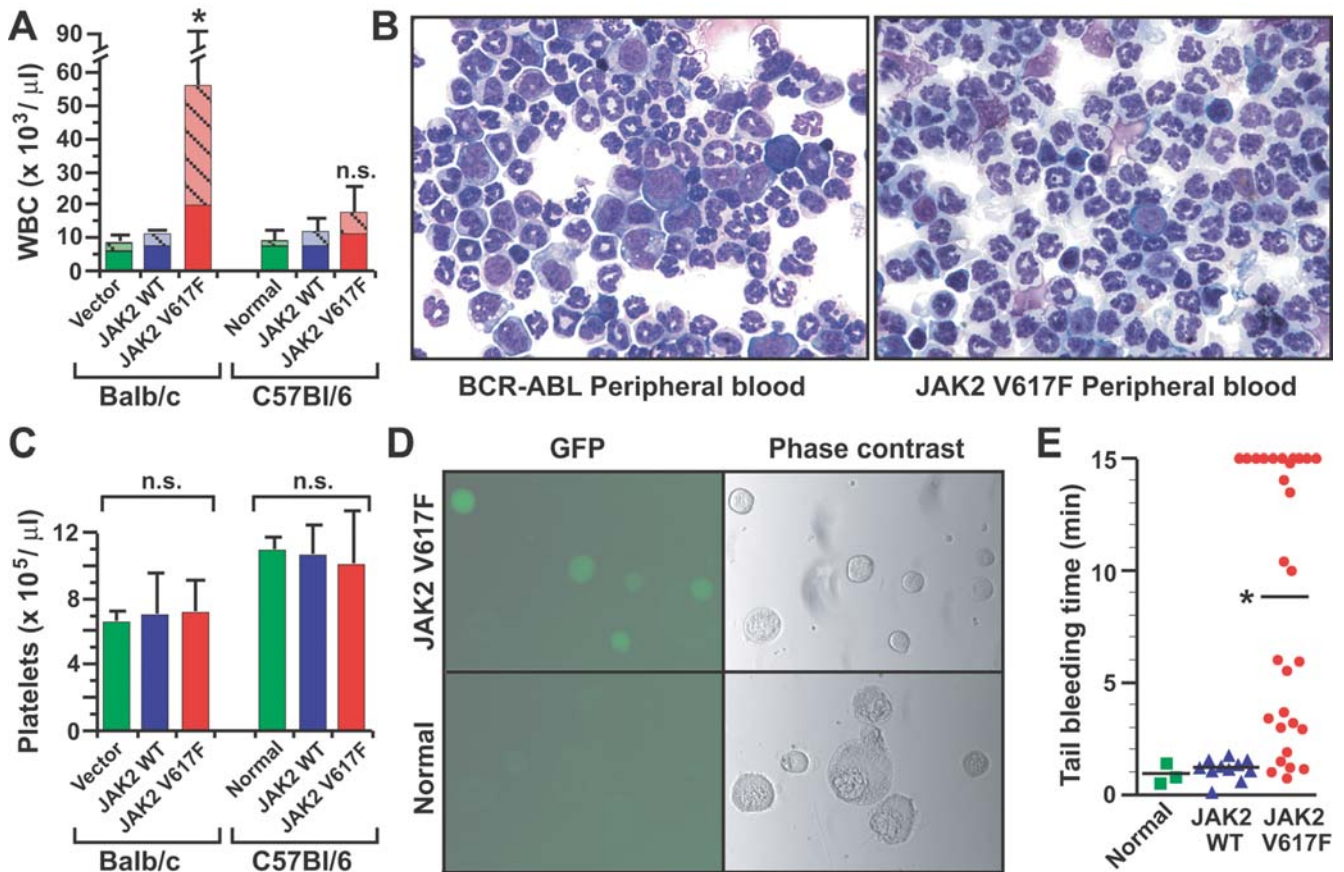 A
WBC (x 10³/ µl)
90
60
50
40
30
20
10
0
*
n.s.
Vector
JAK2 WT
JAK2 V617F
Normal
JAK2 WT
JAK2 V617F
Balb/c
C57Bl/6
B
BCR-ABL Peripheral blood
JAK2 V617F Peripheral blood
C
Platelets (x 10⁵/ µl)
12
8
4
0
n.s.
n.s.
Vector
JAK2 WT
JAK2 V617F
Normal
JAK2 WT
JAK2 V617F
Balb/c
C57Bl/6
D
GFP
Phase contrast
JAK2 V617F
Normal
E
Tail bleeding time (min)
15
10
5
0
*
Normal
JAK2
WT
JAK2
V617F